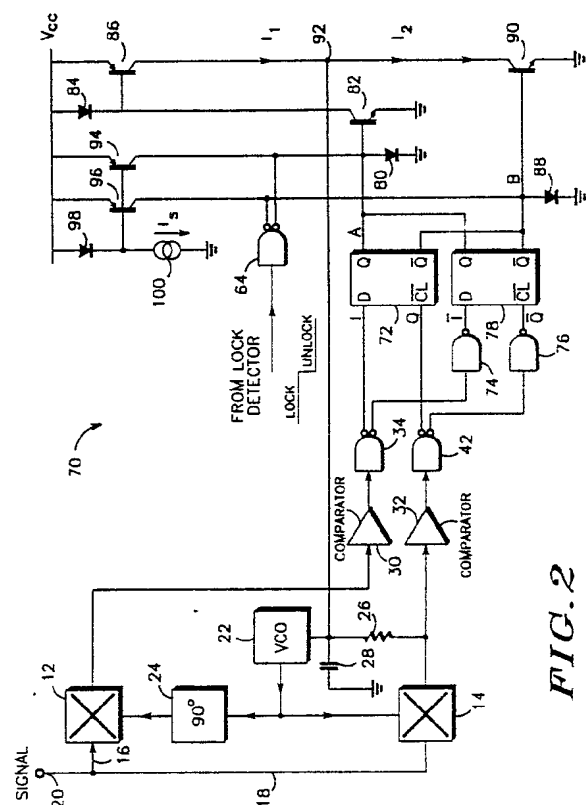 SIGNAL
20
16
18
12
24
90°
14
22
VCO
28
26
70
COMPARATOR
30
32
COMPARATOR
34
42
FROM LOCK
DETECTOR
LOCK
UNLOCK
64
74
76
I
D
Q
72
Q
CL
Q
I
D
Q
78
Q
CL
Q
A
B
Vcc
98
96
94
84
86
100
Is
I1
92
I2
82
80
88
90
FIG. 2